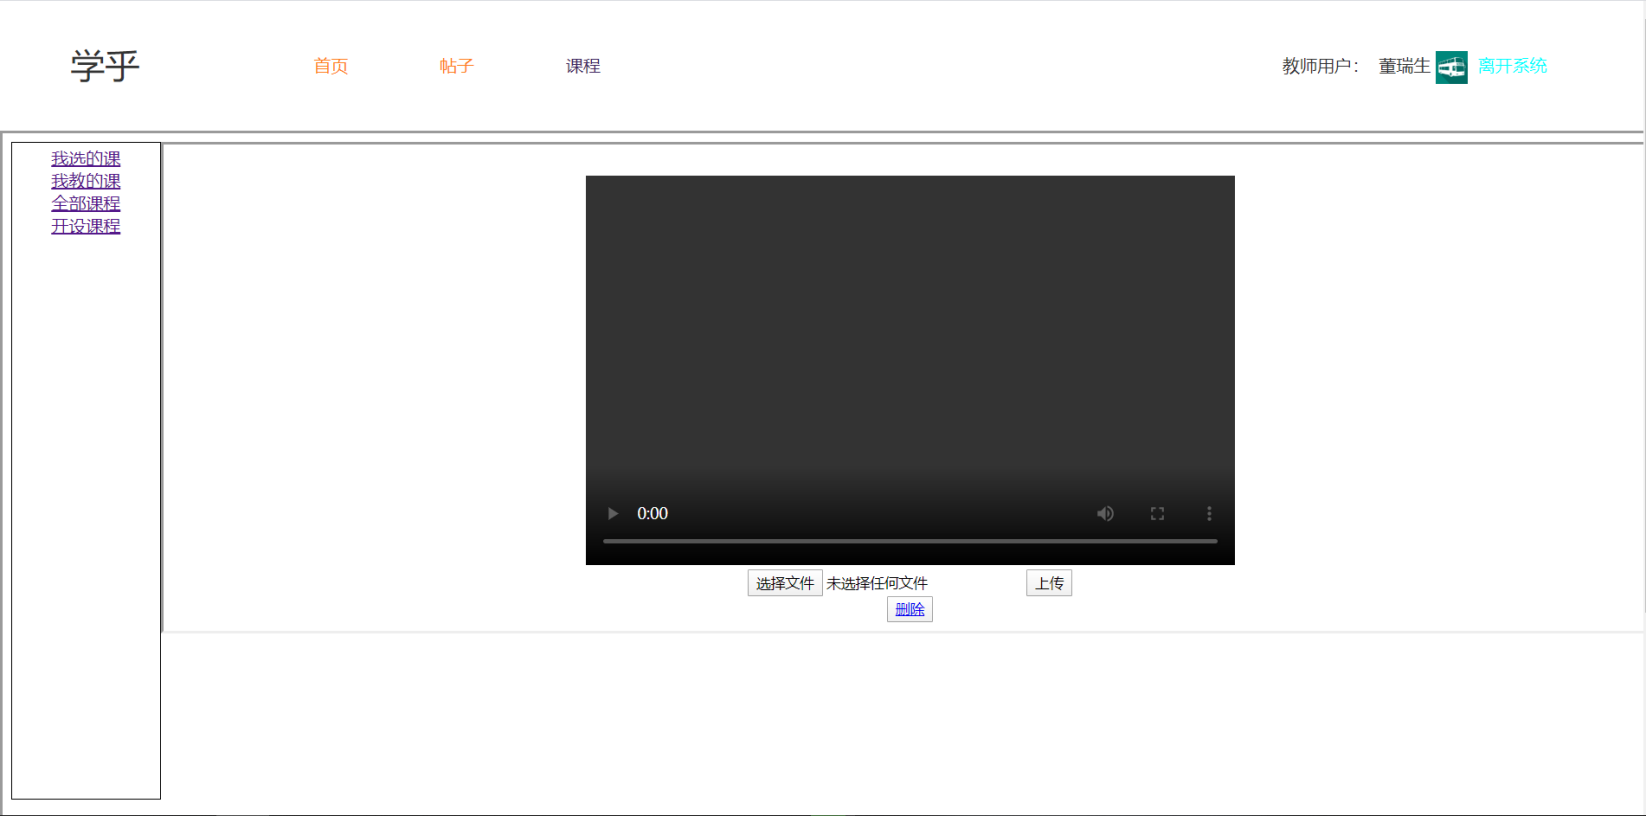 学乎 首页 帖子 课程 教师用户： 董瑞生 离开系统
我选的课
我教的课
全部课程
开设课程
0:00
选择文件 未选择任何文件 上传
删除